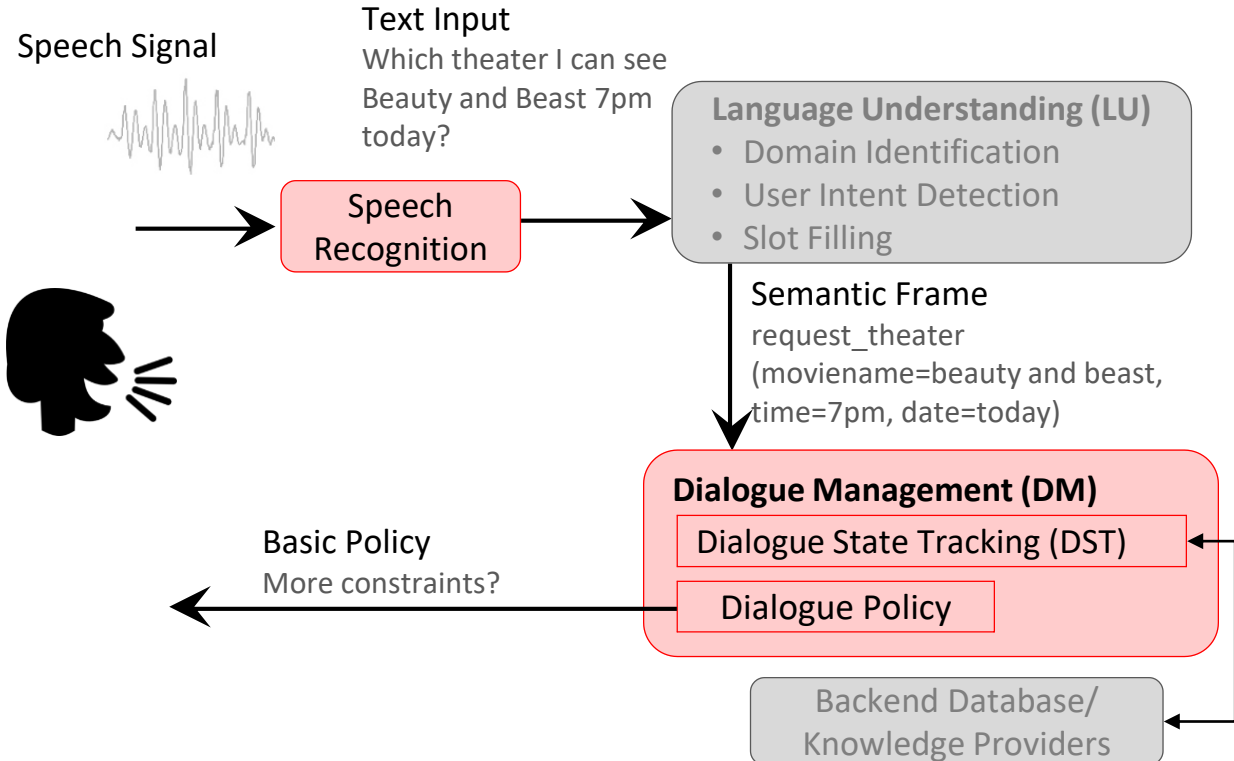 Speech Signal
Text Input
Which theater I can see
Beauty and Beast 7pm
today?
Speech
Recognition
Language Understanding (LU)
• Domain Identification
• User Intent Detection
• Slot Filling
Semantic Frame
request_theater
(moviename=beauty and beast,
time=7pm, date=today)
Dialogue Management (DM)
Dialogue State Tracking (DST)
Dialogue Policy
Basic Policy
More constraints?
Backend Database/
Knowledge Providers